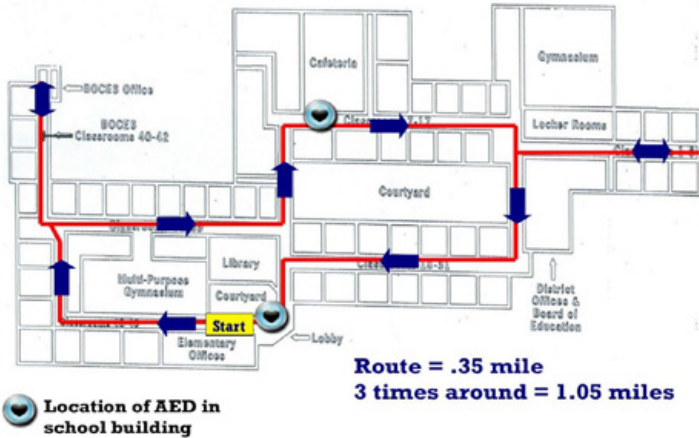 Cafeteria
Gymnasium
BOCES Office
BOCES
Classrooms 40-42
Locker Rooms
Courtyard
Library
Multi-Purpose
Gymnasium
Courtyard
Start
Elementary
Offices
Lobby
District
Offices &
Board of
Education
Route = .35 mile
3 times around = 1.05 miles
Location of AED in
school building